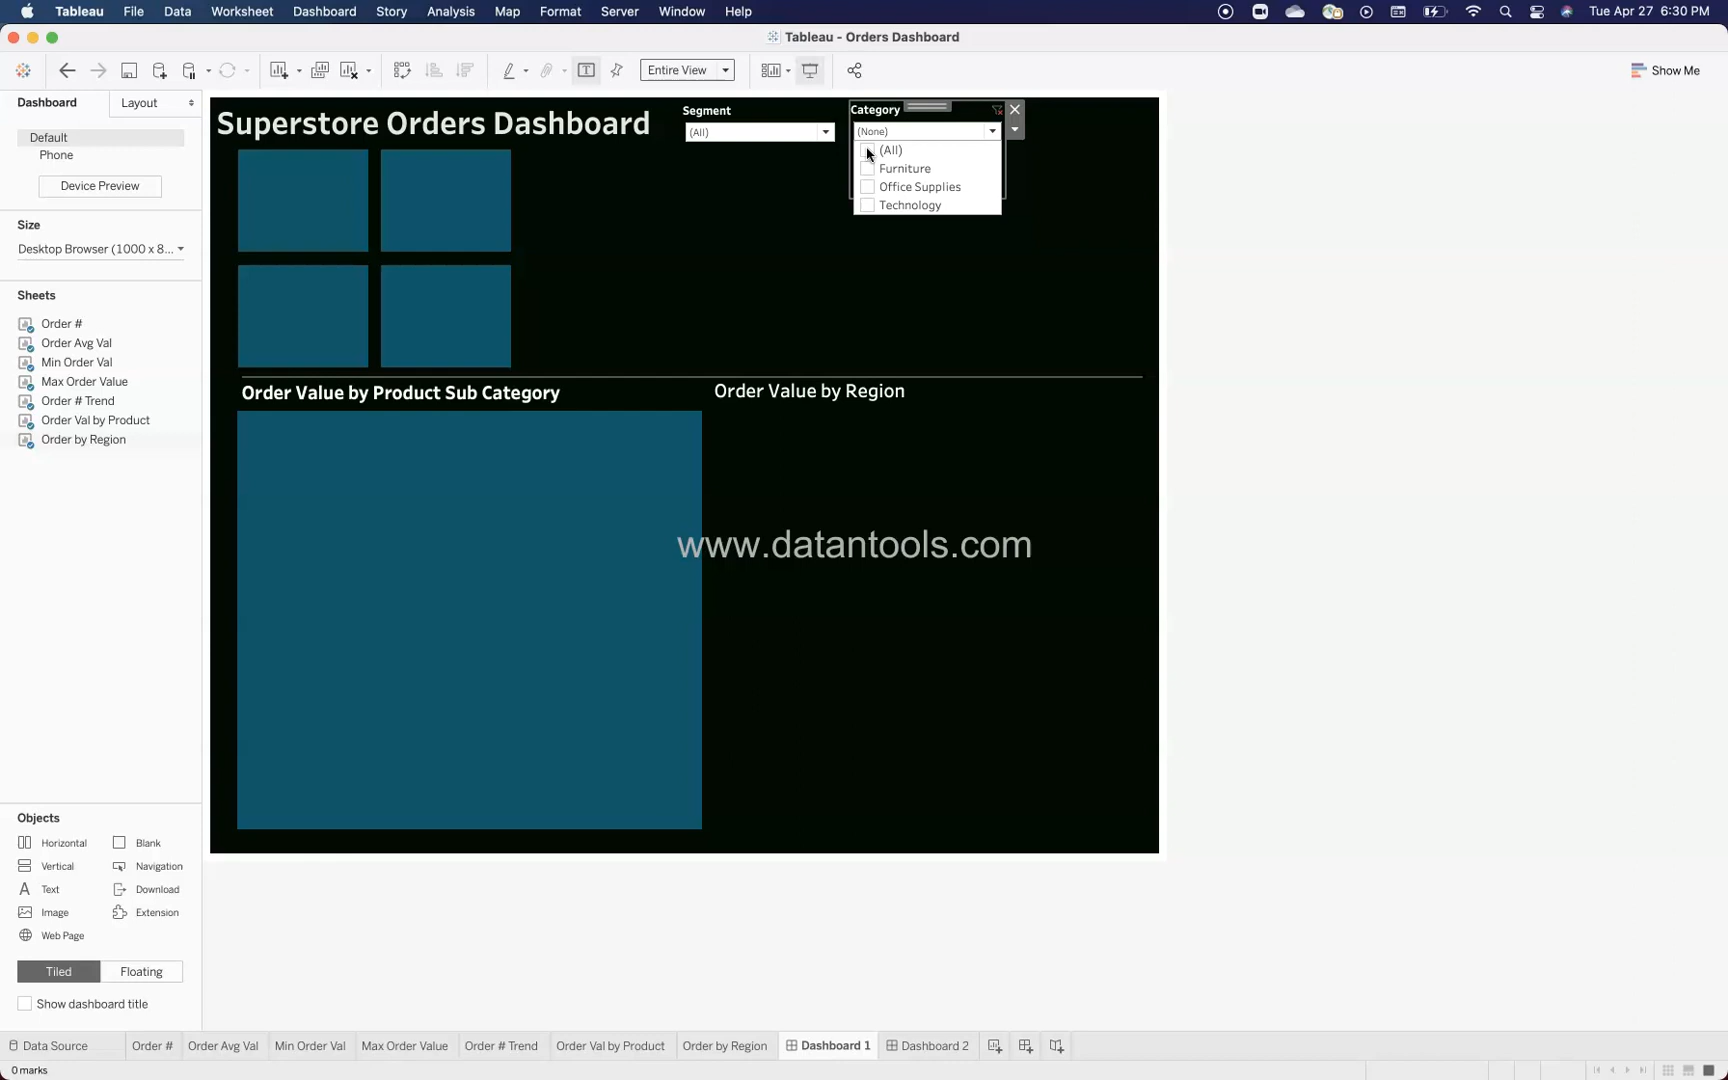 Tableau File Data Worksheet Dashboard Story Analysis Map Format Server Window Help Tue Apr 27 6:30 PM
Tableau - Orders Dashboard
Entire View Show Me
Dashboard Layout
Default
Phone
Device Preview
Size
Desktop Browser (1000 x 8...
Sheets
Order #
Order Avg Val
Min Order Val
Max Order Value
Order # Trend
Order Val by Product
Order by Region
Objects
Horizontal Blank
Vertical Navigation
A Text Download
Image Extension
Web Page
Tiled Floating
Show dashboard title
Superstore Orders Dashboard
Segment
(All)
Category
(None)
(All)
Furniture
Office Supplies
Technology
Order Value by Product Sub Category
Order Value by Region
www.datantools.com
Data Source Order # Order Avg Val Min Order Val Max Order Value Order # Trend Order Val by Product Order by Region Dashboard 1 Dashboard 2
0 marks